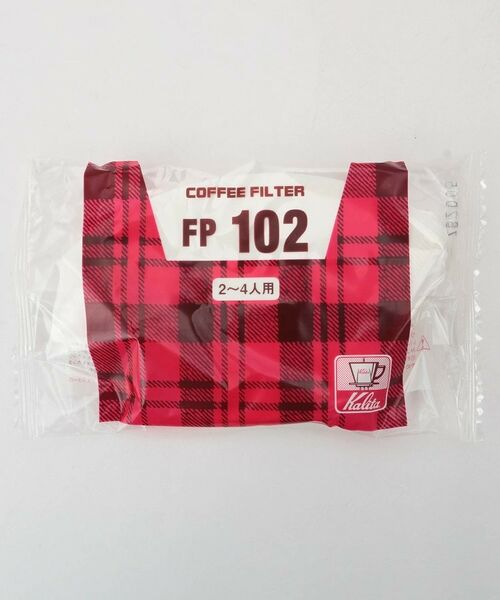 COFFEE FILTER
FP 102
2〜4人用
Kalita